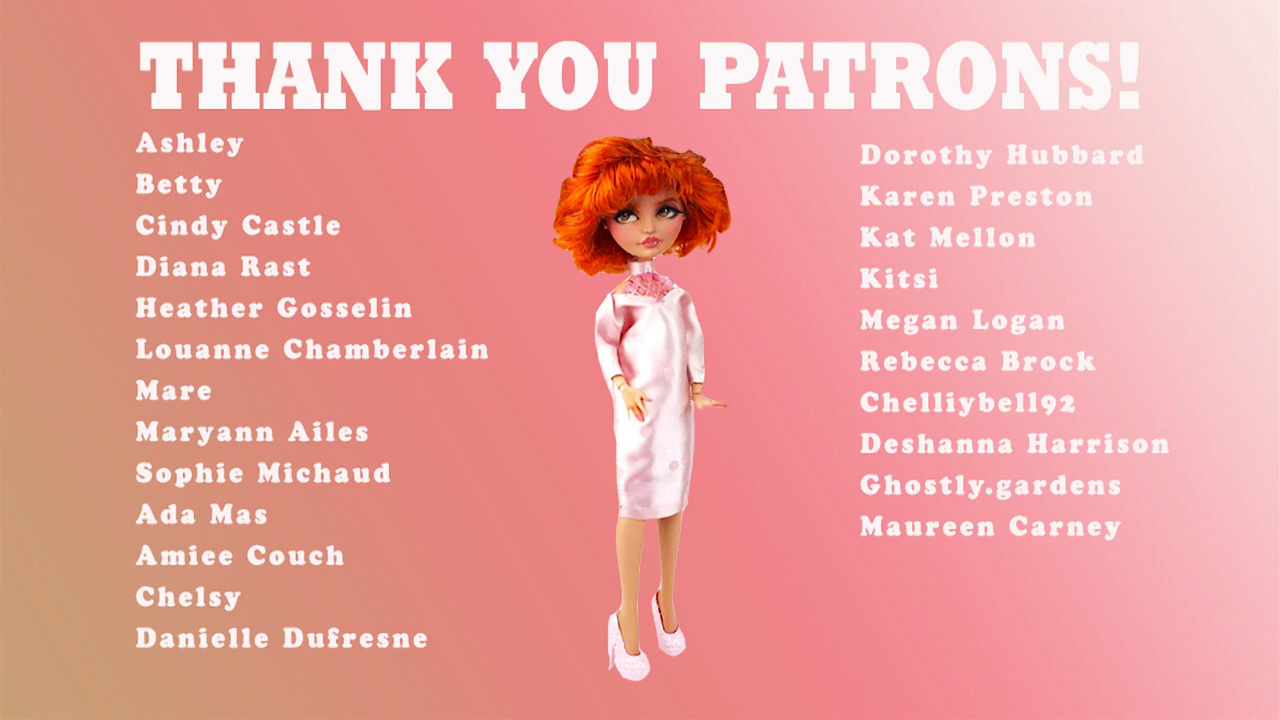 THANK YOU PATRONS!
Ashley
Betty
Cindy Castle
Diana Rast
Heather Gosselin
Louanne Chamberlain
Mare
Maryann Ailes
Sophie Michaud
Ada Mas
Amiee Couch
Chelsy
Danielle Dufresne
Dorothy Hubbard
Karen Preston
Kat Mellon
Kitsi
Megan Logan
Rebecca Brock
Chelliybell92
Deshanna Harrison
Ghostly.gardens
Maureen Carney